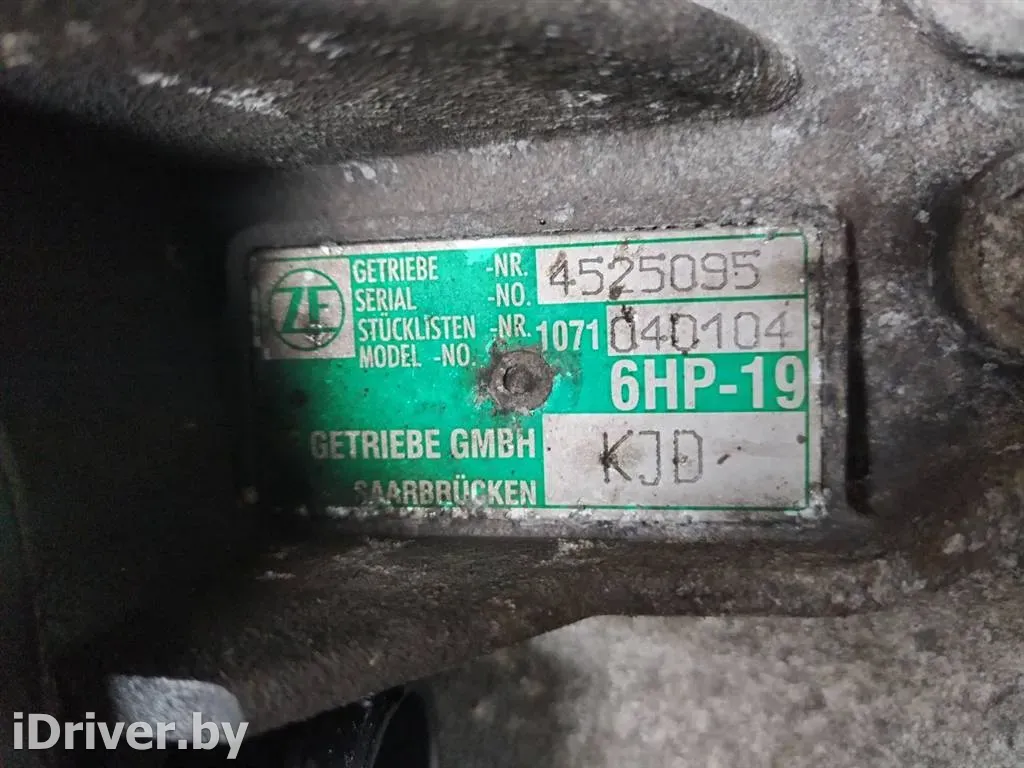 ZF
GETRIEBE -NR. 4525095
SERIAL -NO.
STÜCKLISTEN -NR. 1071 040104
MODEL -NO.
6HP-19
GETRIEBE GMBH KJD
SAARBRÜCKEN
iDriver.by